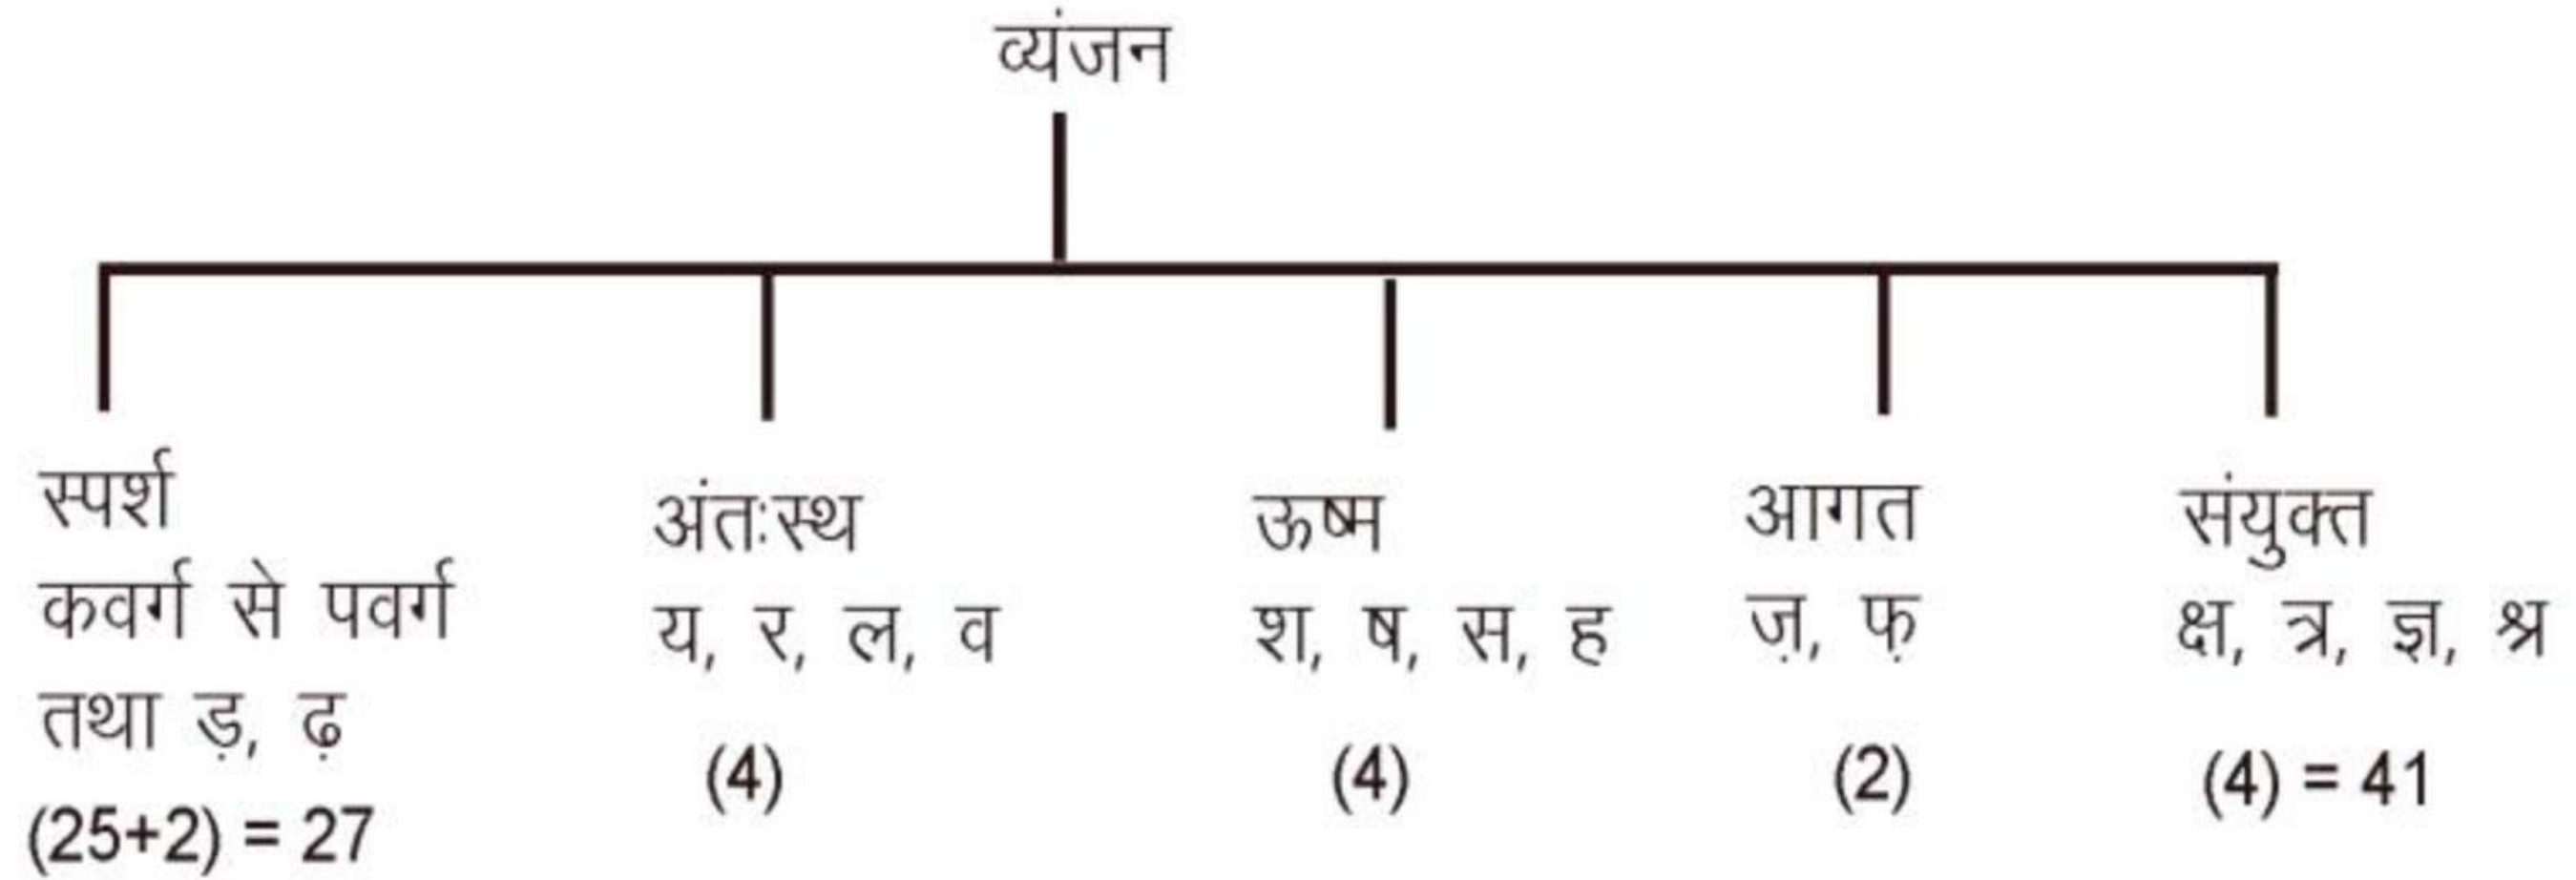 व्यंजन
स्पर्श
कवर्ग से पवर्ग
तथा ड़, ढ़
(25+2) = 27
अंतःस्थ
य, र, ल, व
(4)
ऊष्म
श, ष, स, ह
(4)
आगत
ज़, फ़
(2)
संयुक्त
क्ष, त्र, ज्ञ, श्र
(4) = 41